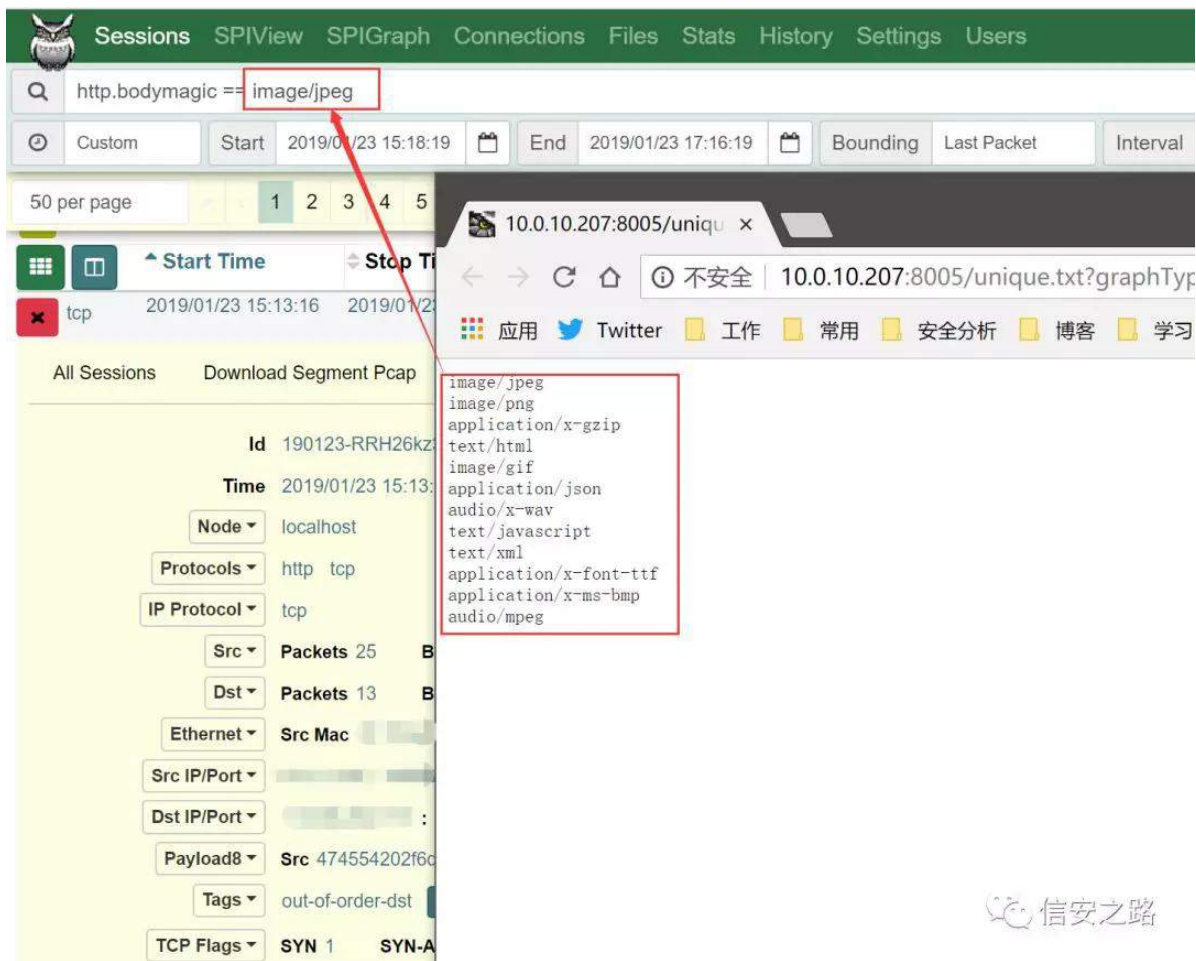 Sessions SPIView SPIGraph Connections Files Stats History Settings Users
http.bodymagic == image/jpeg
Custom Start 2019/01/23 15:18:19 End 2019/01/23 17:16:19 Bounding Last Packet Interval
50 per page 1 2 3 4 5
10.0.10.207:8005/uniqu
Start Time Stop Ti
不安全 10.0.10.207:8005/unique.txt?graphTyp
tcp 2019/01/23 15:13:16 2019/01/2
应用 Twitter 工作 常用 安全分析 博客 学习
All Sessions Download Segment Pcap
image/jpeg
image/png
application/x-gzip
text/html
image/gif
application/json
audio/x-wav
text/javascript
text/xml
application/x-font-ttf
application/x-ms-bmp
audio/mpeg
Id 190123-RRH26kz
Time 2019/01/23 15:13:
Node localhost
Protocols http tcp
IP Protocol tcp
Src Packets 25 B
Dst Packets 13 B
Ethernet Src Mac
Src IP/Port
Dst IP/Port :
Payload8 Src 474554202f6
Tags out-of-order-dst
TCP Flags SYN 1 SYN-A
信安之路